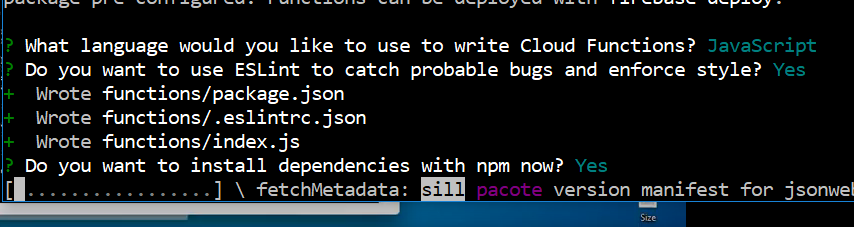 package pre-configured. Functions can be deployed with firebase deploy.
? What language would you like to use to write Cloud Functions? JavaScript
? Do you want to use ESLint to catch probable bugs and enforce style? Yes
+  Wrote functions/package.json
+  Wrote functions/.eslintrc.json
+  Wrote functions/index.js
? Do you want to install dependencies with npm now? Yes
[ .................] \ fetchMetadata: sill pacote version manifest for jsonwe
Size